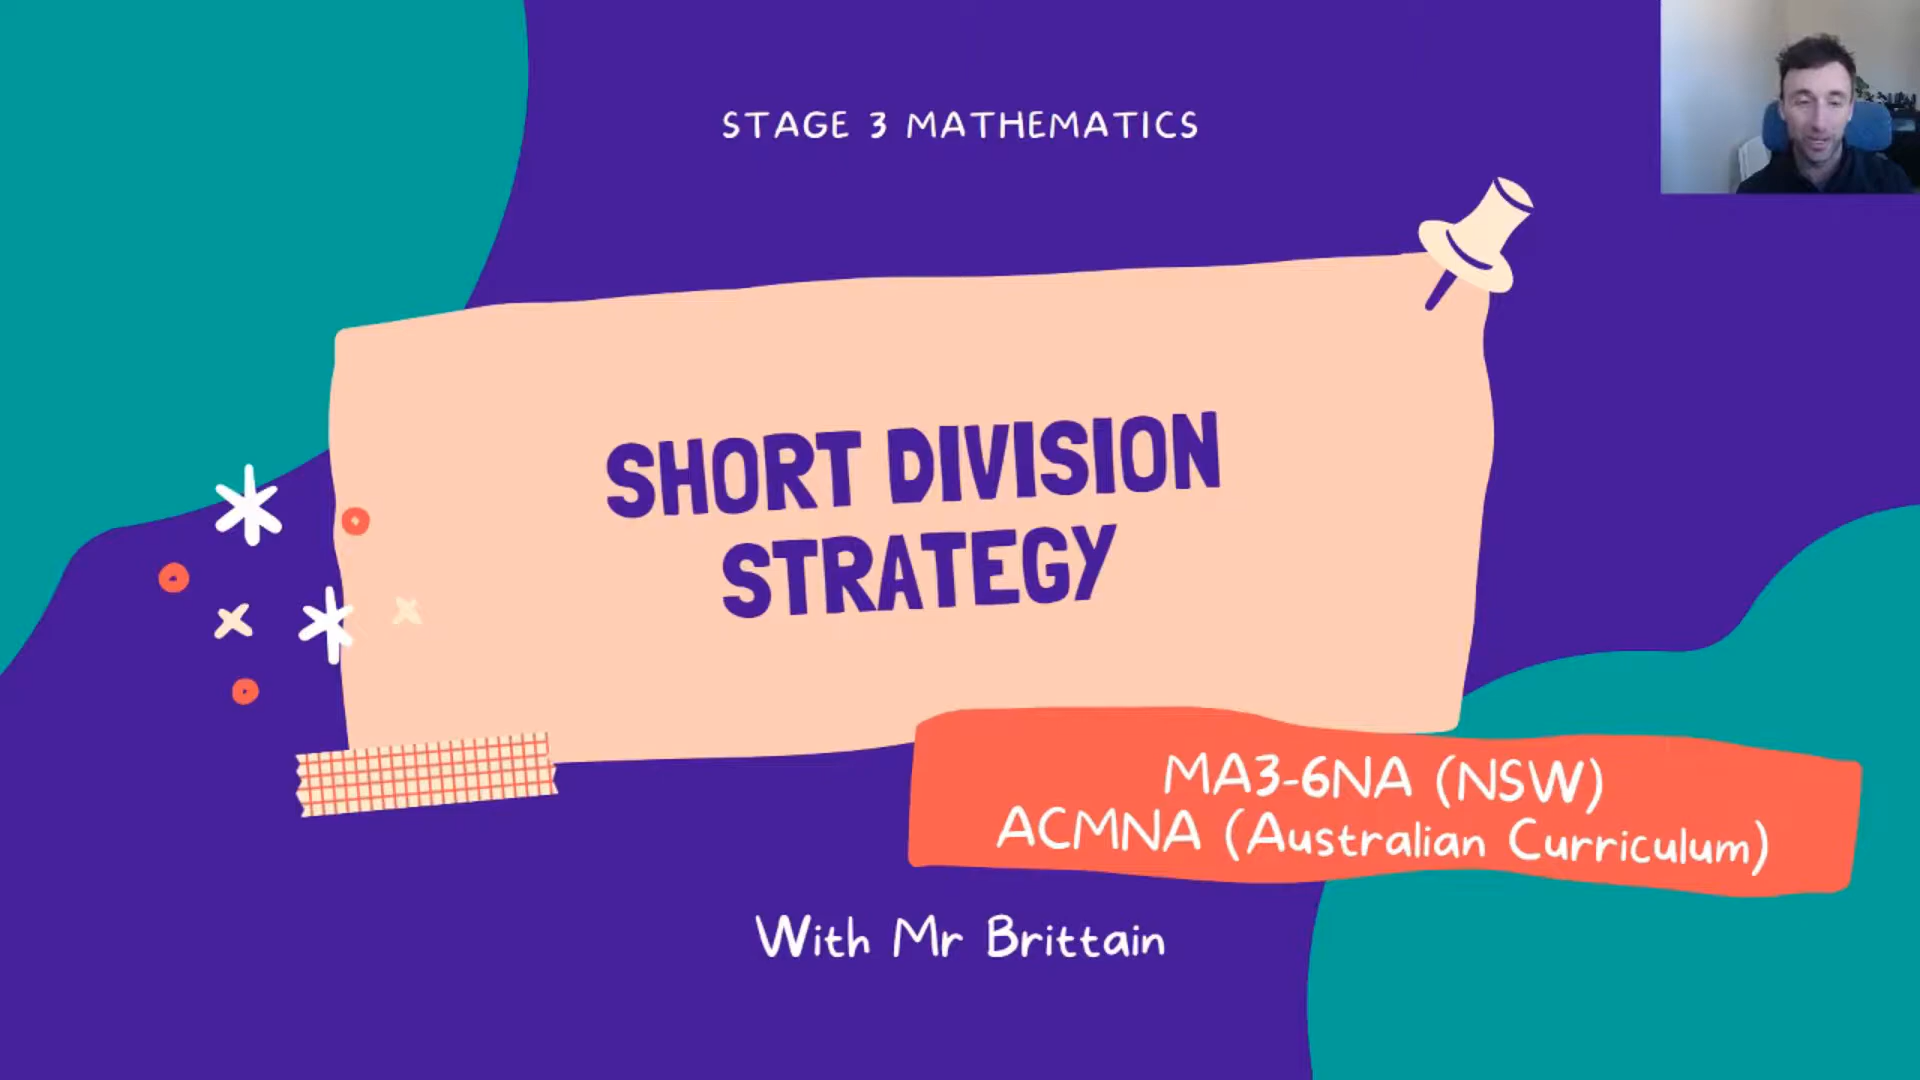 STAGE 3 MATHEMATICS
SHORT DIVISION
STRATEGY
MA3-6NA (NSW)
ACMNA (Australian Curriculum)
With Mr Brittain